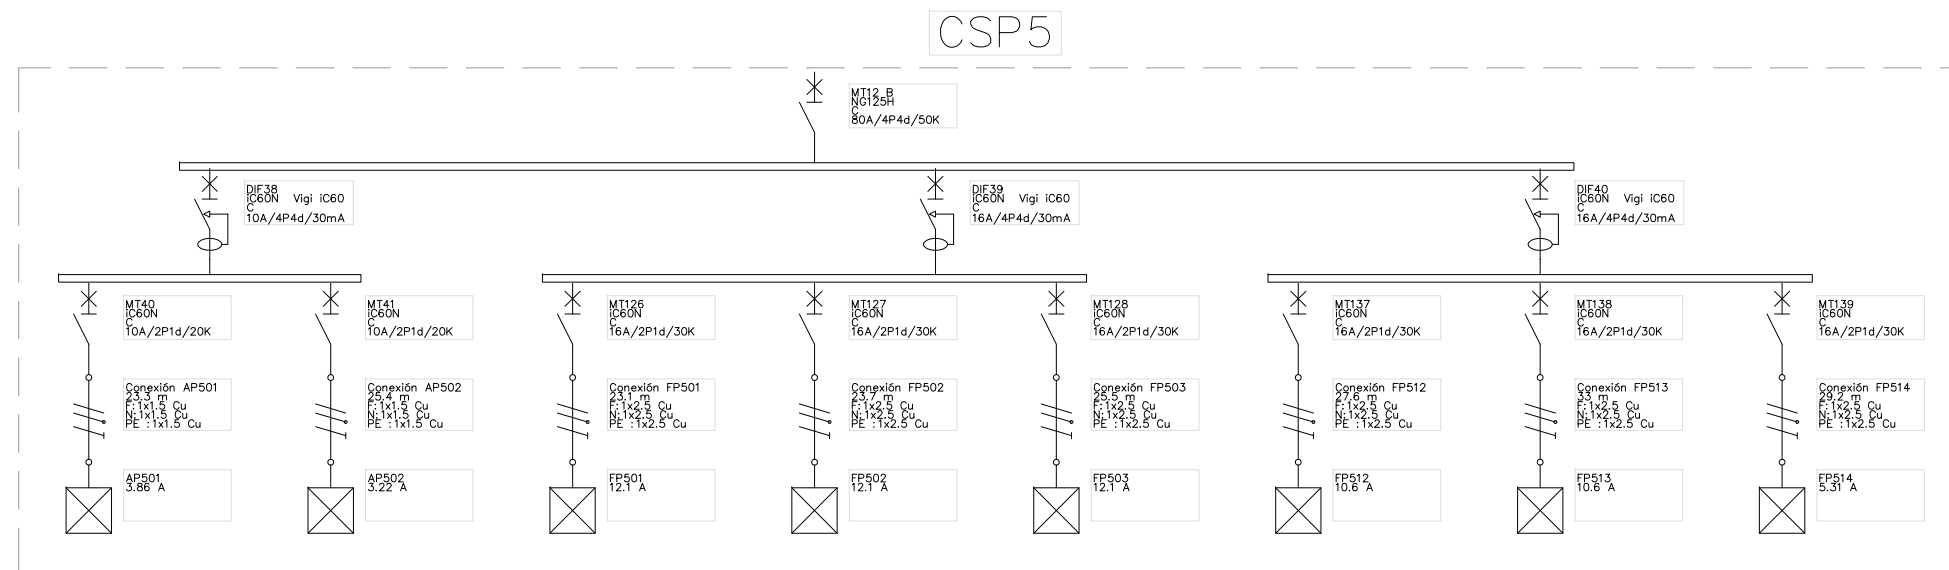 CSP5
MT12_B
NG125H
C
80A/4P4d/50K
DIF38
iC60N Vigi iC60
C
10A/4P4d/30mA
DIF39
iC60N Vigi iC60
C
16A/4P4d/30mA
DIF40
iC60N Vigi iC60
C
16A/4P4d/30mA
MT40
iC60N
C
10A/2P1d/20K
MT41
iC60N
C
10A/2P1d/20K
MT126
iC60N
C
16A/2P1d/30K
MT127
iC60N
C
16A/2P1d/30K
MT128
iC60N
C
16A/2P1d/30K
MT137
iC60N
C
16A/2P1d/30K
MT138
iC60N
C
16A/2P1d/30K
MT139
iC60N
C
16A/2P1d/30K
Conexión AP501
23.3 m
F:1x1.5 Cu
N:1x1.5 Cu
PE :1x1.5 Cu
Conexión AP502
25.4 m
F:1x1.5 Cu
N:1x1.5 Cu
PE :1x1.5 Cu
Conexión FP501
23.1 m
F:1x2.5 Cu
N:1x2.5 Cu
PE :1x2.5 Cu
Conexión FP502
23.7 m
F:1x2.5 Cu
N:1x2.5 Cu
PE :1x2.5 Cu
Conexión FP503
25.5 m
F:1x2.5 Cu
N:1x2.5 Cu
PE :1x2.5 Cu
Conexión FP512
27.6 m
F:1x2.5 Cu
N:1x2.5 Cu
PE :1x2.5 Cu
Conexión FP513
33 m
F:1x2.5 Cu
N:1x2.5 Cu
PE :1x2.5 Cu
Conexión FP514
29.2 m
F:1x2.5 Cu
N:1x2.5 Cu
PE :1x2.5 Cu
AP501
3.86 A
AP502
3.22 A
FP501
12.1 A
FP502
12.1 A
FP503
12.1 A
FP512
10.6 A
FP513
10.6 A
FP514
5.31 A